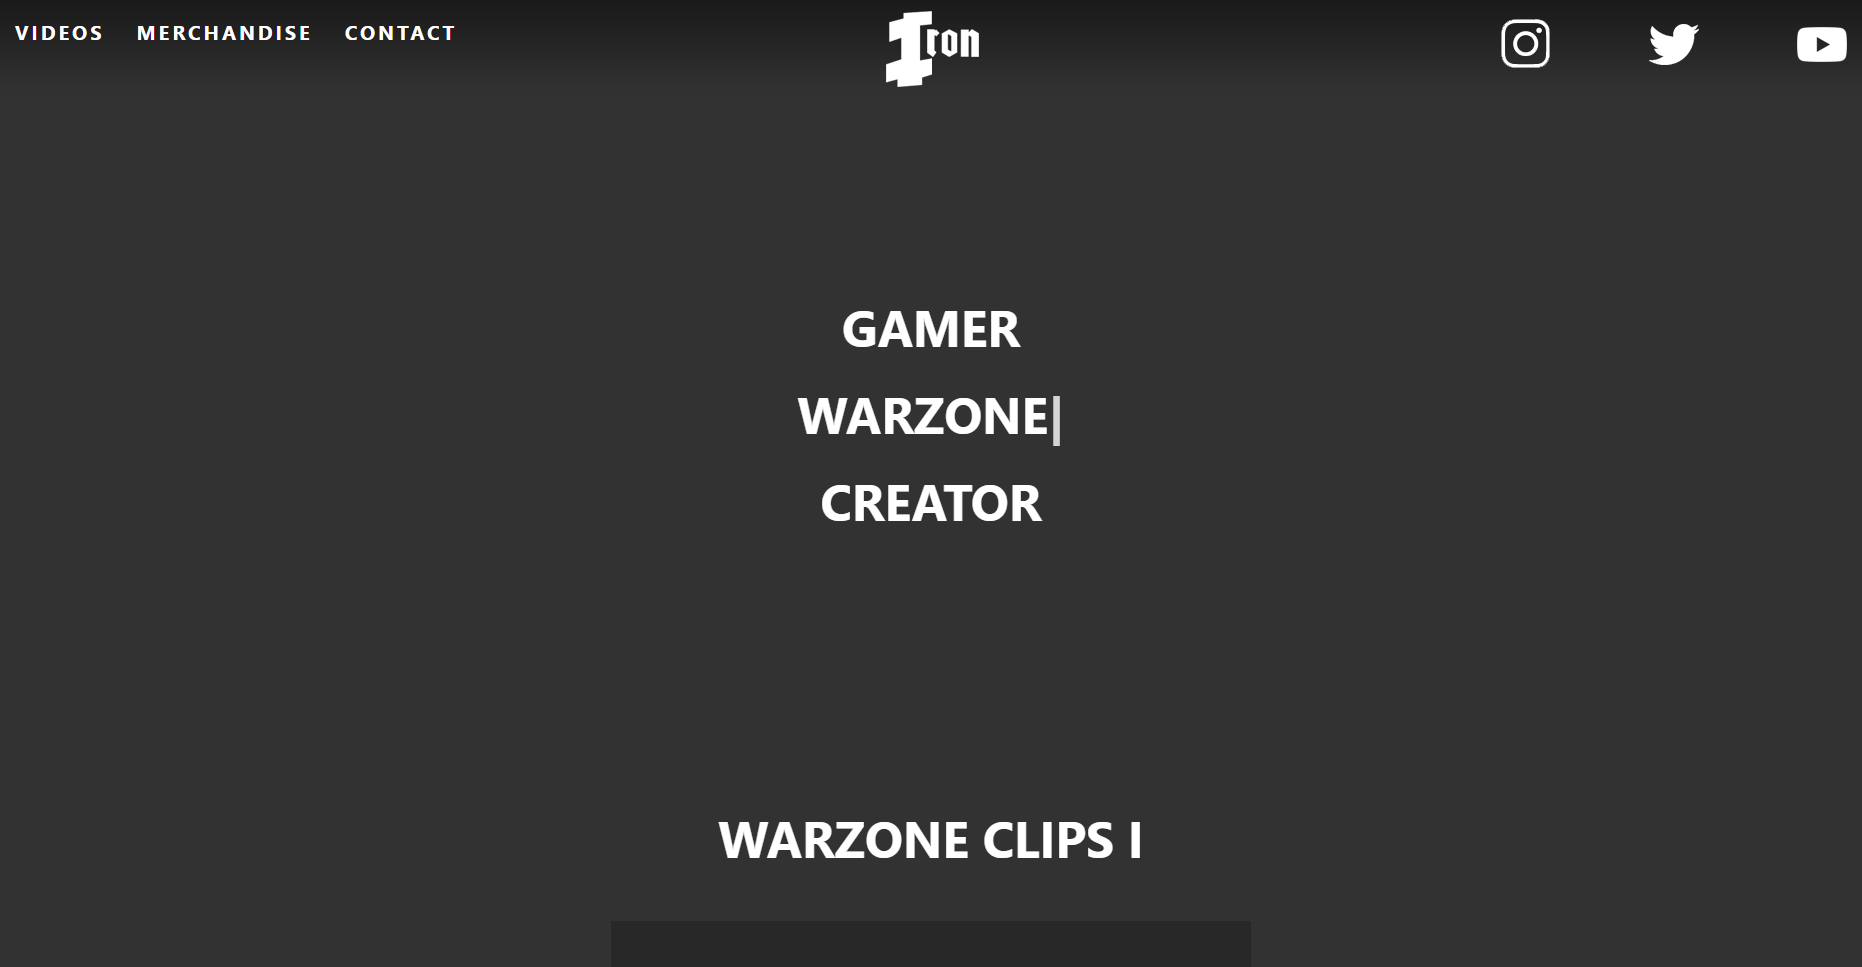 VIDEOS MERCHANDISE CONTACT
Iron
GAMER
WARZONE|
CREATOR
WARZONE CLIPS I